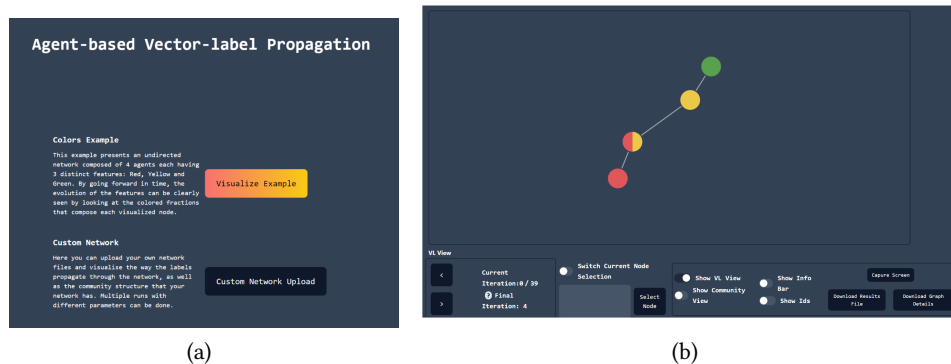 Agent-based Vector-label Propagation
Colors Example
This example presents an undirected
network composed of 4 agents each having
3 distinct features: Red, Yellow and
Green. By going forward in time, the
evolution of the features can be clearly
seen by looking at the colored fractions
that compose each visualized node.
Visualize Example
Custom Network
Here you can upload your own network
files and visualise the way the labels
propagate through the network, as well
as the community structure that your
network has. Multiple runs with
different parameters can be done.
Custom Network Upload
(a)
VL View
<
>
Current
Iteration:0 / 39
? Final
Iteration: 4
Switch Current Node
Selection
Select
Node
Show VL View
Show Community
View
Show Info
Bar
Show Ids
Capure Screen
Download Results
File
Download Graph
Details
(b)